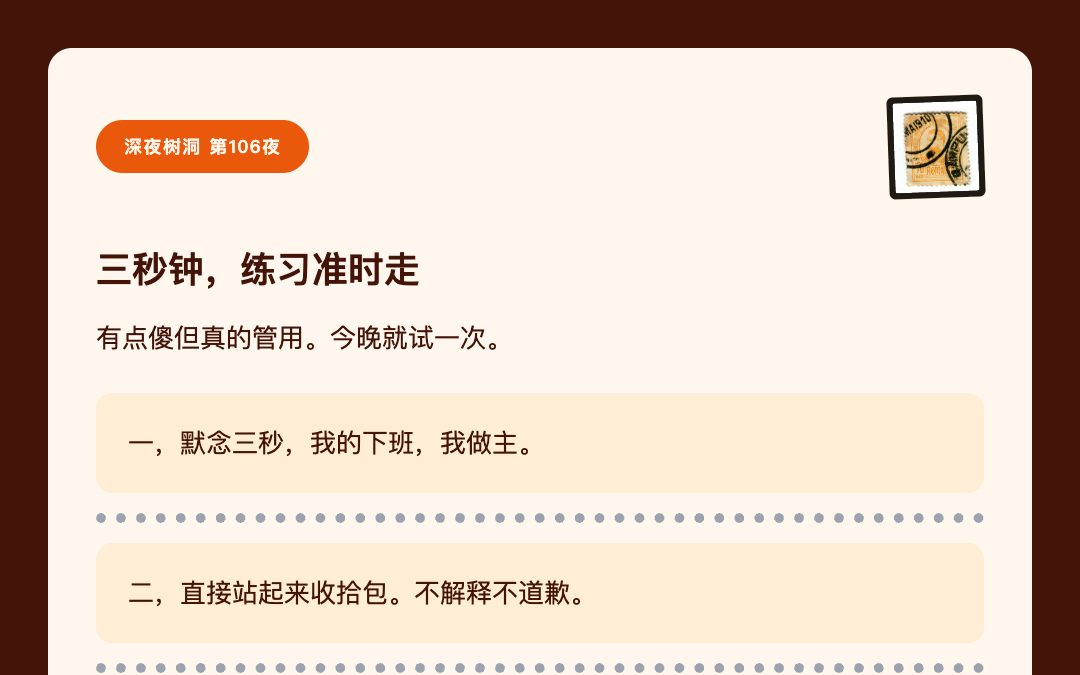 深夜树洞 第106夜
三秒钟，练习准时走
有点傻但真的管用。今晚就试一次。
一，默念三秒，我的下班，我做主。
二，直接站起来收拾包。不解释不道歉。